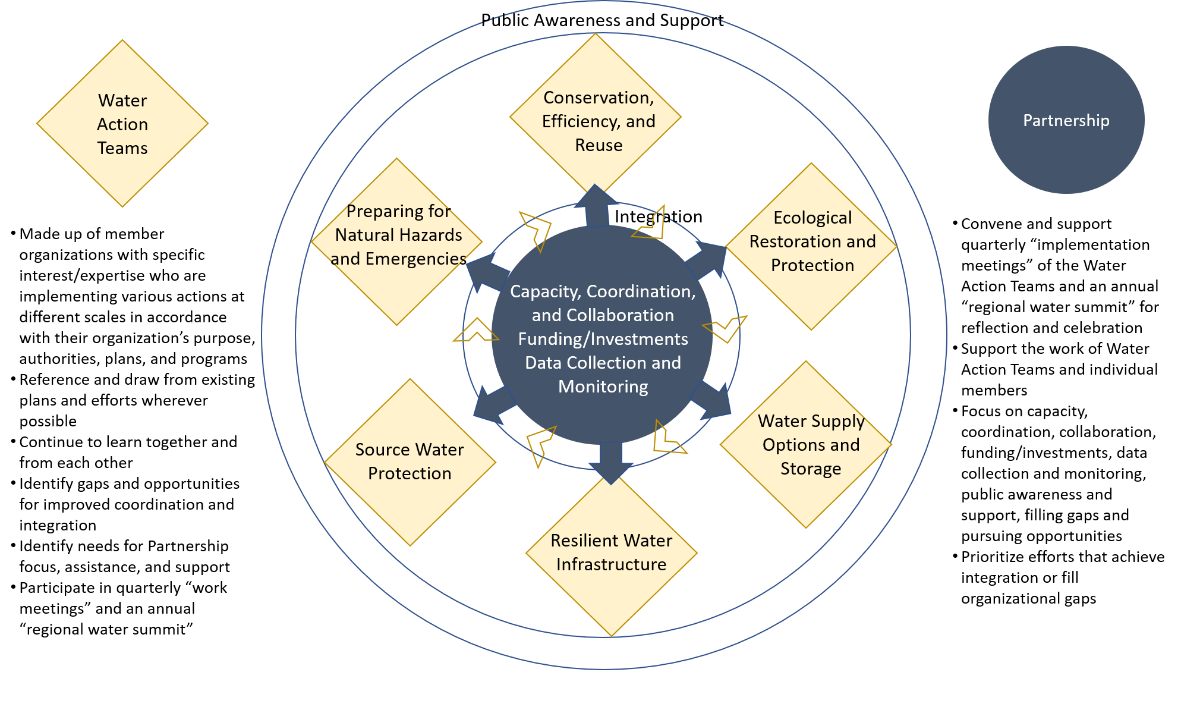 Public Awareness and Support
Water
Action
Teams
• Made up of member
organizations with specific
interest/expertise who are
implementing various actions at
different scales in accordance
with their organization’s purpose,
authorities, plans, and programs
• Reference and draw from existing
plans and efforts wherever
possible
• Continue to learn together and
from each other
• Identify gaps and opportunities
for improved coordination and
integration
• Identify needs for Partnership
focus, assistance, and support
• Participate in quarterly “work
meetings” and an annual
“regional water summit”
Conservation,
Efficiency, and
Reuse
Preparing for
Natural Hazards
and Emergencies
Integration
Ecological
Restoration and
Protection
Capacity, Coordination,
and Collaboration
Funding/Investments
Data Collection and
Monitoring
Source Water
Protection
Water Supply
Options and
Storage
Resilient Water
Infrastructure
Partnership
• Convene and support
quarterly “implementation
meetings” of the Water
Action Teams and an annual
“regional water summit” for
reflection and celebration
• Support the work of Water
Action Teams and individual
members
• Focus on capacity,
coordination, collaboration,
funding/investments, data
collection and monitoring,
public awareness and
support, filling gaps and
pursuing opportunities
• Prioritize efforts that achieve
integration or fill
organizational gaps